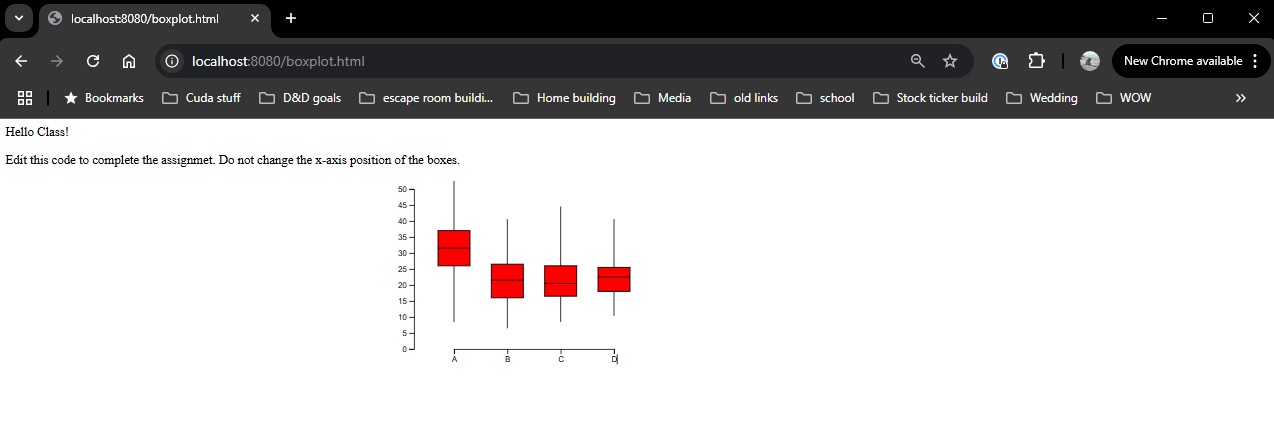 localhost:8080/boxplot.html
localhost:8080/boxplot.html
New Chrome available
Bookmarks Cuda stuff D&D goals escape room buildi... Home building Media old links school Stock ticker build Wedding WOW
Hello Class!
Edit this code to complete the assignmet. Do not change the x-axis position of the boxes.
50
45
40
35
30
25
20
15
10
5
0
A B C D